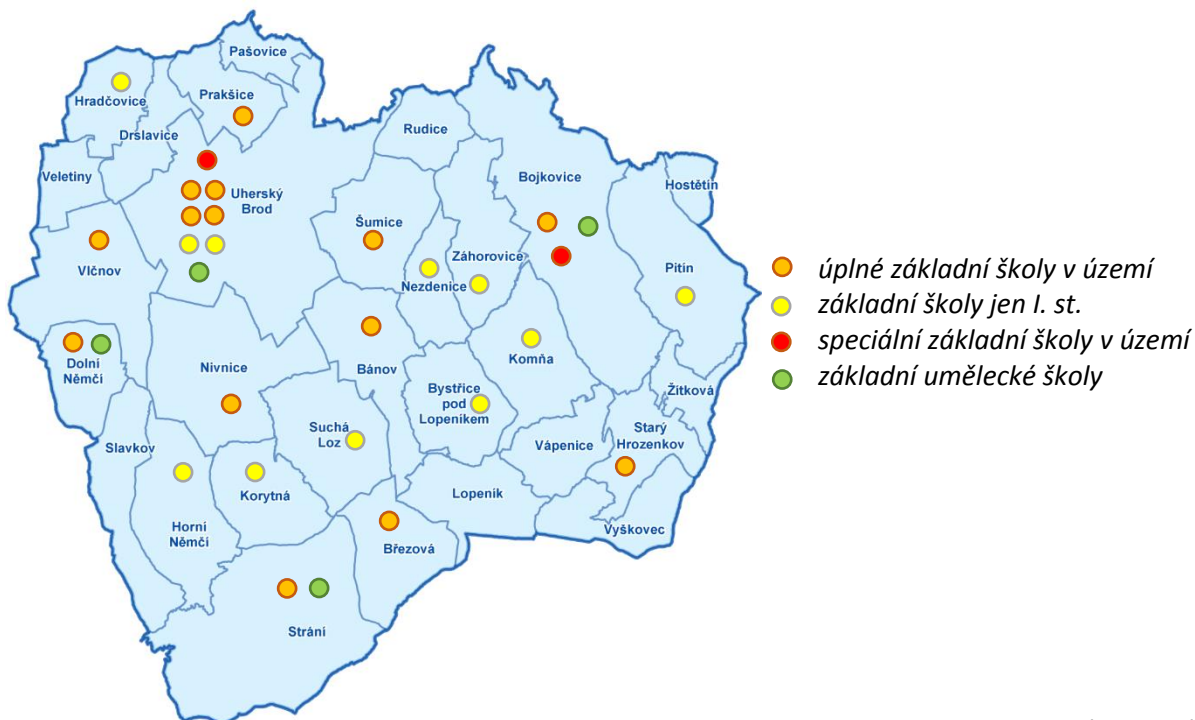 Pašovice
Hradčovice
Prakšice
Drslavice
Rudice
Veletiny
Uherský
Brod
Bojkovice
Hostětín
Šumice
Vlčnov
Nezdenice
Záhorovice
Pitín
Dolní
Němčí
Nivnice
Bánov
Komňa
Bystřice
pod
Lopeníkem
Žítková
Slavkov
Suchá
Loz
Vápenice
Starý
Hrozenkov
Korytná
Lopeník
Horní
Němčí
Březová
Vyškovec
Strání
úplné základní školy v území
základní školy jen I. st.
speciální základní školy v území
základní umělecké školy